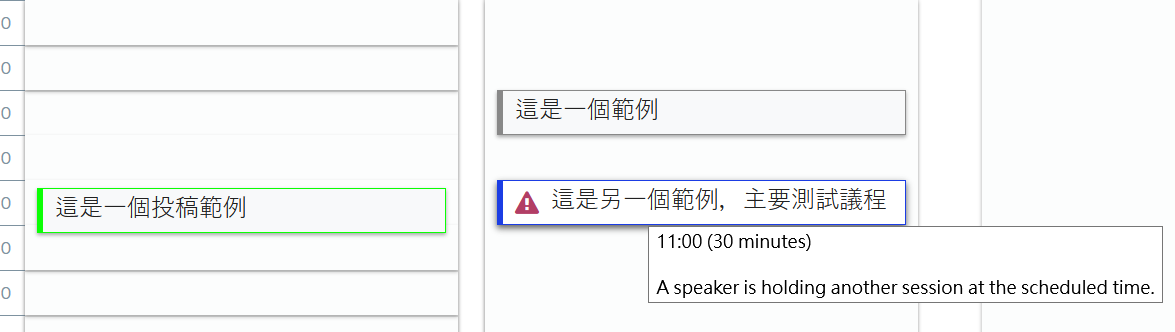 0
0
0
0
0
0
0
這是一個範例
這是另一個範例，主要測試議程
這是一個投稿範例
11:00 (30 minutes)
A speaker is holding another session at the scheduled time.